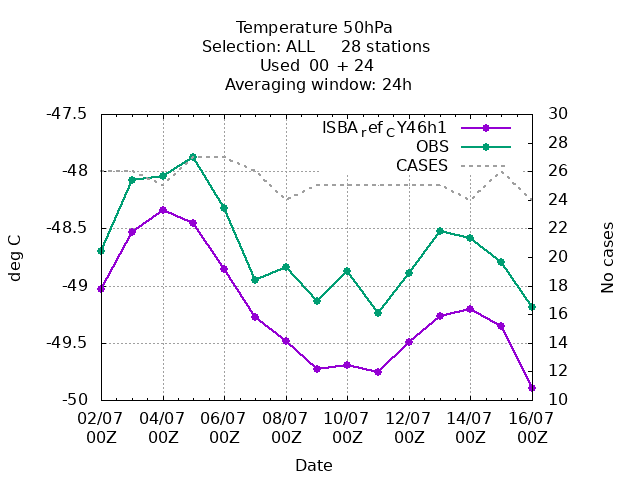 Temperature 50hPa
Selection: ALL 28 stations
Used 00 + 24
Averaging window: 24h
-47.5
-48
-48.5
-49
-49.5
-50
deg C
ISBAref CY46h1
OBS
CASES
30
28
26
24
22
20
18
16
14
12
10
No cases
02/07 04/07 06/07 08/07 10/07 12/07 14/07 16/07
00Z 00Z 00Z 00Z 00Z 00Z 00Z 00Z
Date